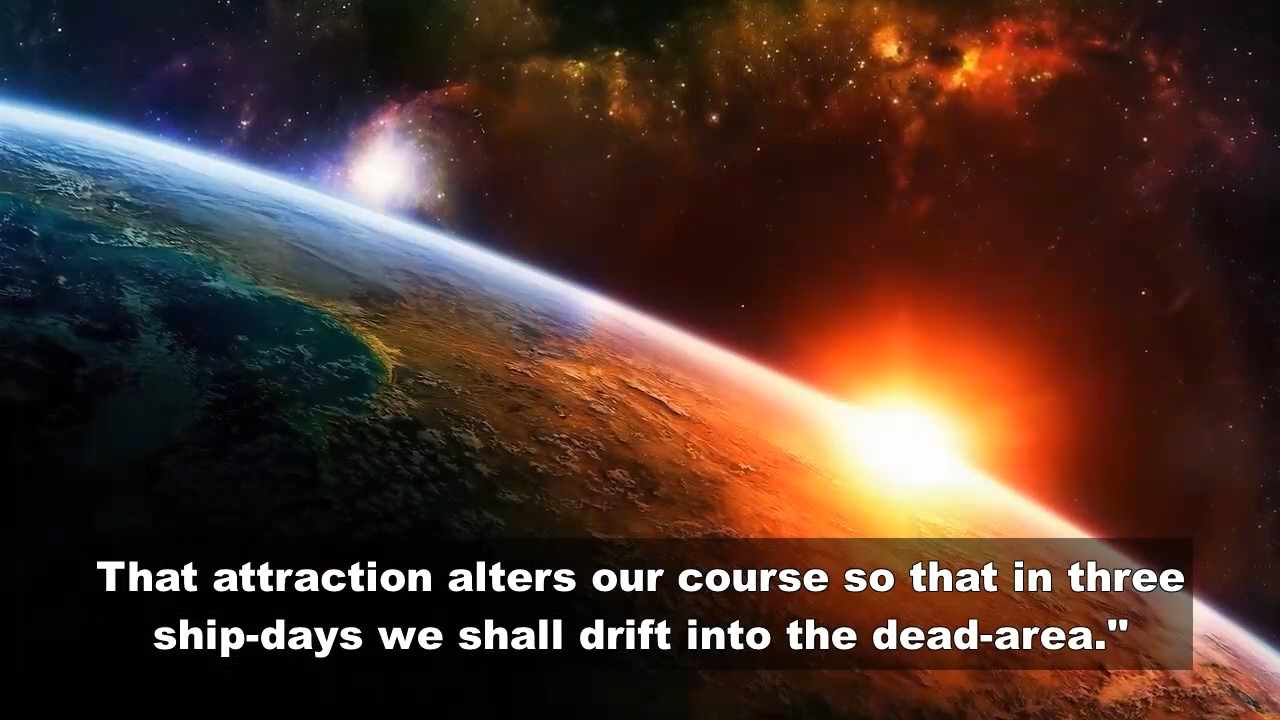 That attraction alters our course so that in three
ship-days we shall drift into the dead-area."